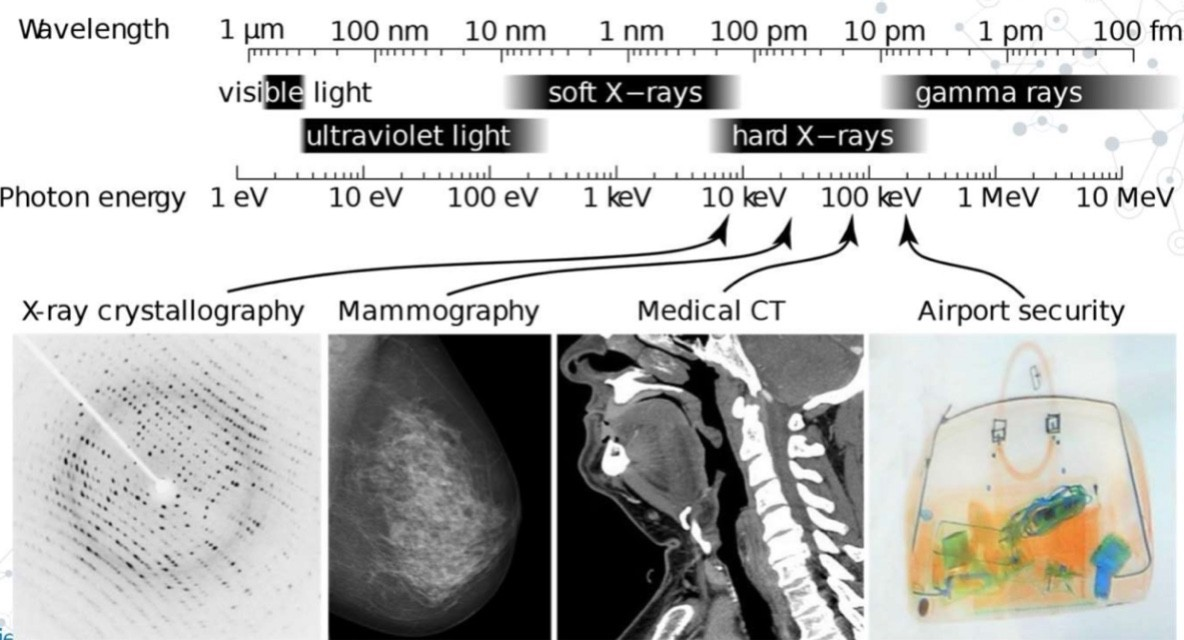 Wavelength 1 μm 100 nm 10 nm 1 nm 100 pm 10 pm 1 pm 100 fm
visible light soft X−rays gamma rays
ultraviolet light hard X−rays
Photon energy 1 eV 10 eV 100 eV 1 keV 10 keV 100 keV 1 MeV 10 MeV
X-ray crystallography Mammography Medical CT Airport security